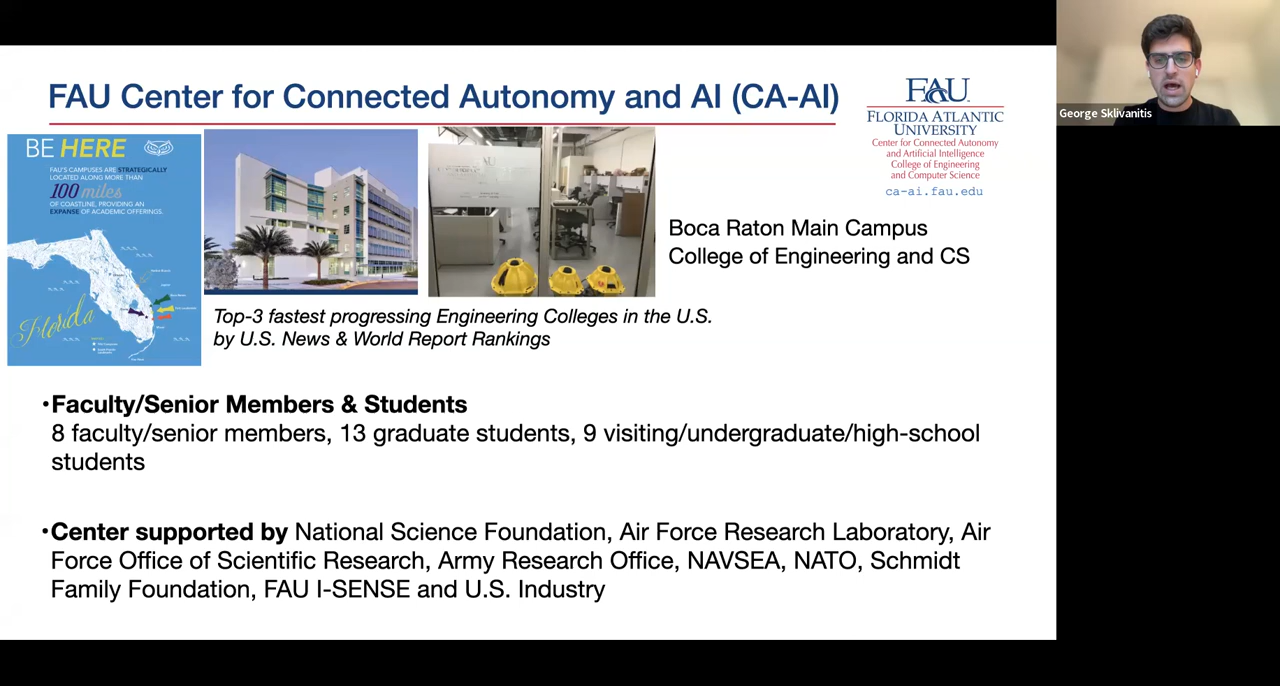 FAU Center for Connected Autonomy and AI (CA-AI)
FAU
FLORIDA ATLANTIC
UNIVERSITY
Center for Connected Autonomy
and Artificial Intelligence
College of Engineering
and Computer Science
ca-ai.fau.edu
George Sklivanitis
BE HERE
FAU'S CAMPUSES ARE STRATEGICALLY
LOCATED ALONG MORE THAN
100 miles
OF COASTLINE, PROVIDING AN
EXPANSE OF ACADEMIC OFFERINGS.
Florida
Boca Raton Main Campus
College of Engineering and CS
Top-3 fastest progressing Engineering Colleges in the U.S.
by U.S. News & World Report Rankings
•Faculty/Senior Members & Students
8 faculty/senior members, 13 graduate students, 9 visiting/undergraduate/high-school
students
•Center supported by National Science Foundation, Air Force Research Laboratory, Air
Force Office of Scientific Research, Army Research Office, NAVSEA, NATO, Schmidt
Family Foundation, FAU I-SENSE and U.S. Industry